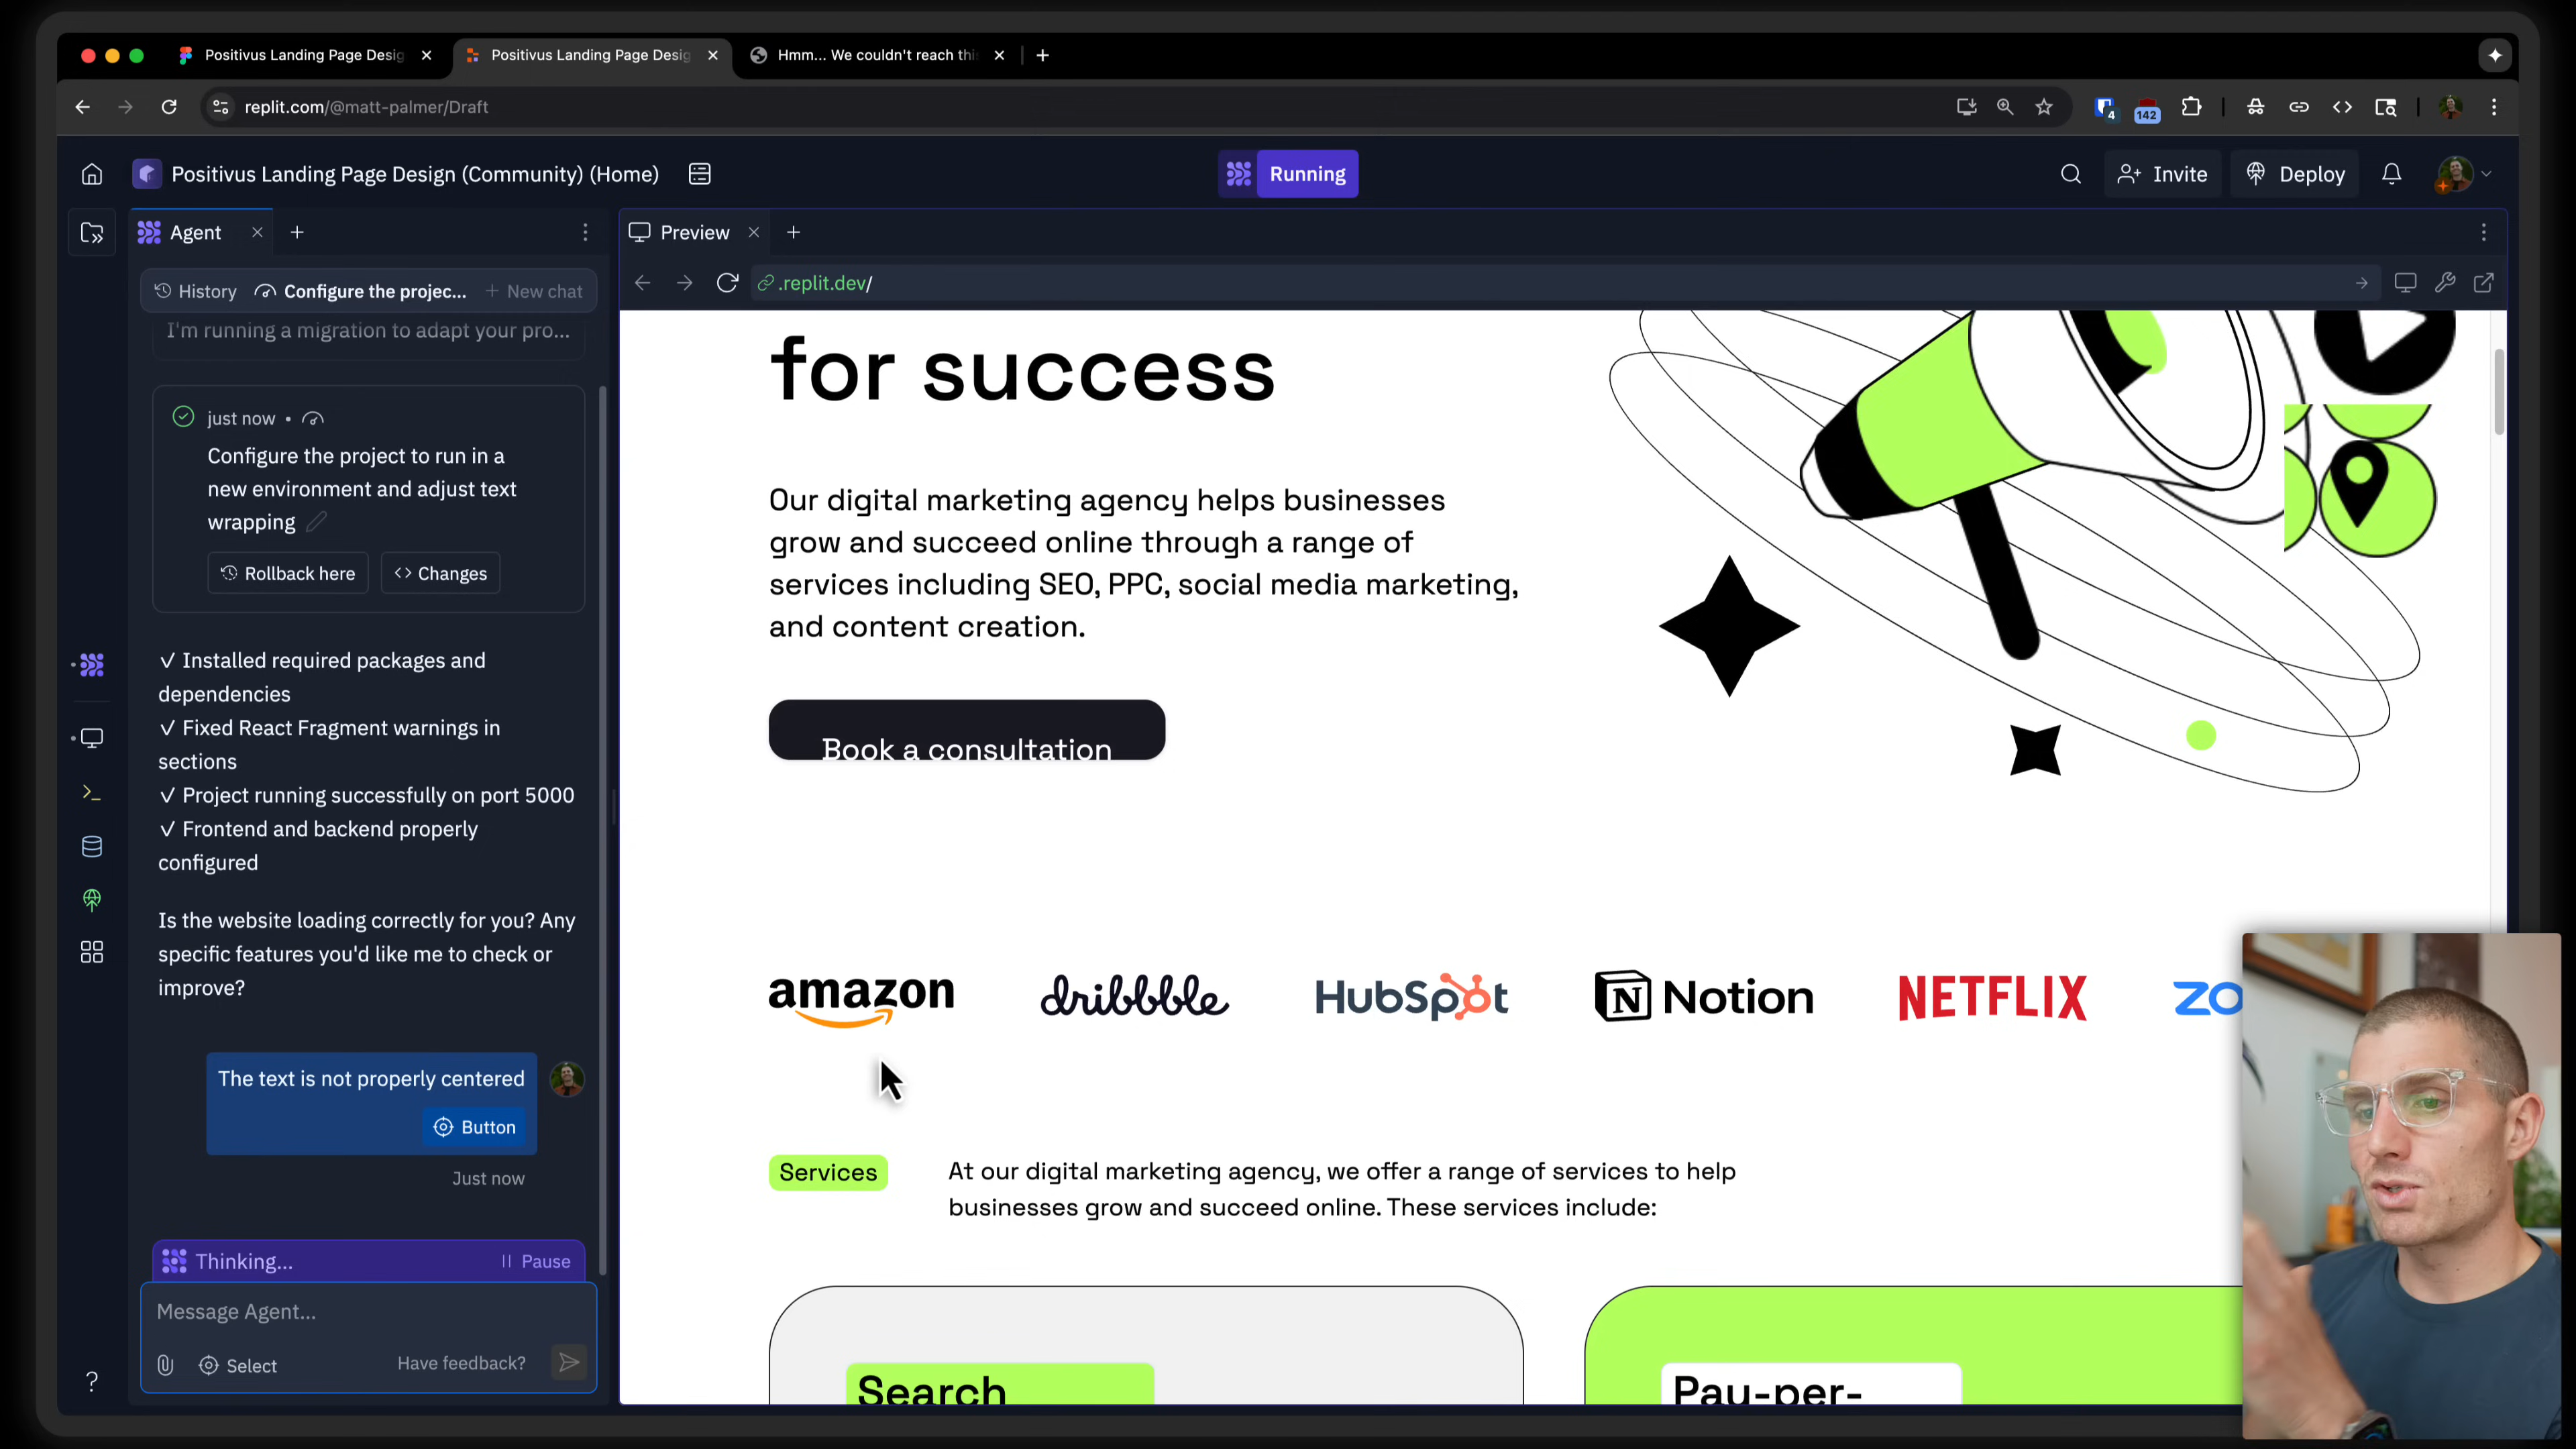 Positivus Landing Page Desig
Positivus Landing Page Desig
Hmm... We couldn't reach thi
replit.com/@matt-palmer/Draft
4
142
Positivus Landing Page Design (Community) (Home)
Running
Invite
Deploy
Agent
Preview
History
Configure the projec...
New chat
.replit.dev/
I'm running a migration to adapt your pro...
just now •
Configure the project to run in a
new environment and adjust text
wrapping
Rollback here
Changes
✓ Installed required packages and
dependencies
✓ Fixed React Fragment warnings in
sections
✓ Project running successfully on port 5000
✓ Frontend and backend properly
configured
Is the website loading correctly for you? Any
specific features you'd like me to check or
improve?
The text is not properly centered
Button
Just now
Thinking...
Pause
Message Agent...
Select
Have feedback?
for success
Our digital marketing agency helps businesses
grow and succeed online through a range of
services including SEO, PPC, social media marketing,
and content creation.
Book a consultation
amazon
dribbble
HubSpot
Notion
NETFLIX
zo
Services
At our digital marketing agency, we offer a range of services to help
businesses grow and succeed online. These services include:
Search
Pay-per-